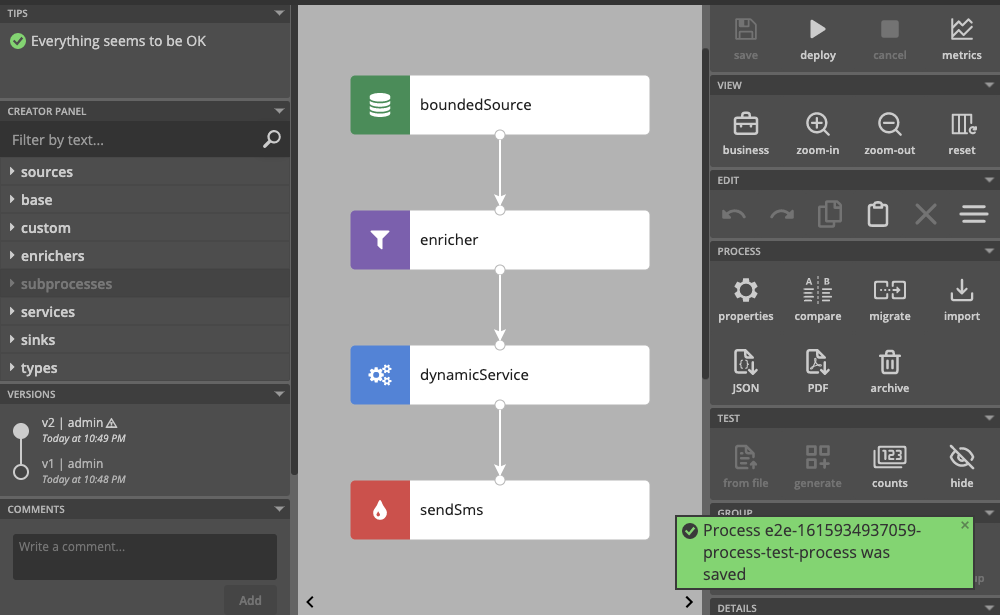 TIPS
Everything seems to be OK
CREATOR PANEL
Filter by text...
sources
base
custom
enrichers
subprocesses
services
sinks
types
VERSIONS
v2 | admin
Today at 10:49 PM
v1 | admin
Today at 10:48 PM
COMMENTS
Write a comment...
Add
boundedSource
enricher
dynamicService
sendSms
save
deploy
cancel
metrics
VIEW
business
zoom-in
zoom-out
reset
EDIT
PROCESS
A B
properties
compare
migrate
import
JSON
PDF
archive
TEST
123
from file
generate
counts
hide
GROUP
Process e2e-1615934937059-
process-test-process was
saved
DETAILS